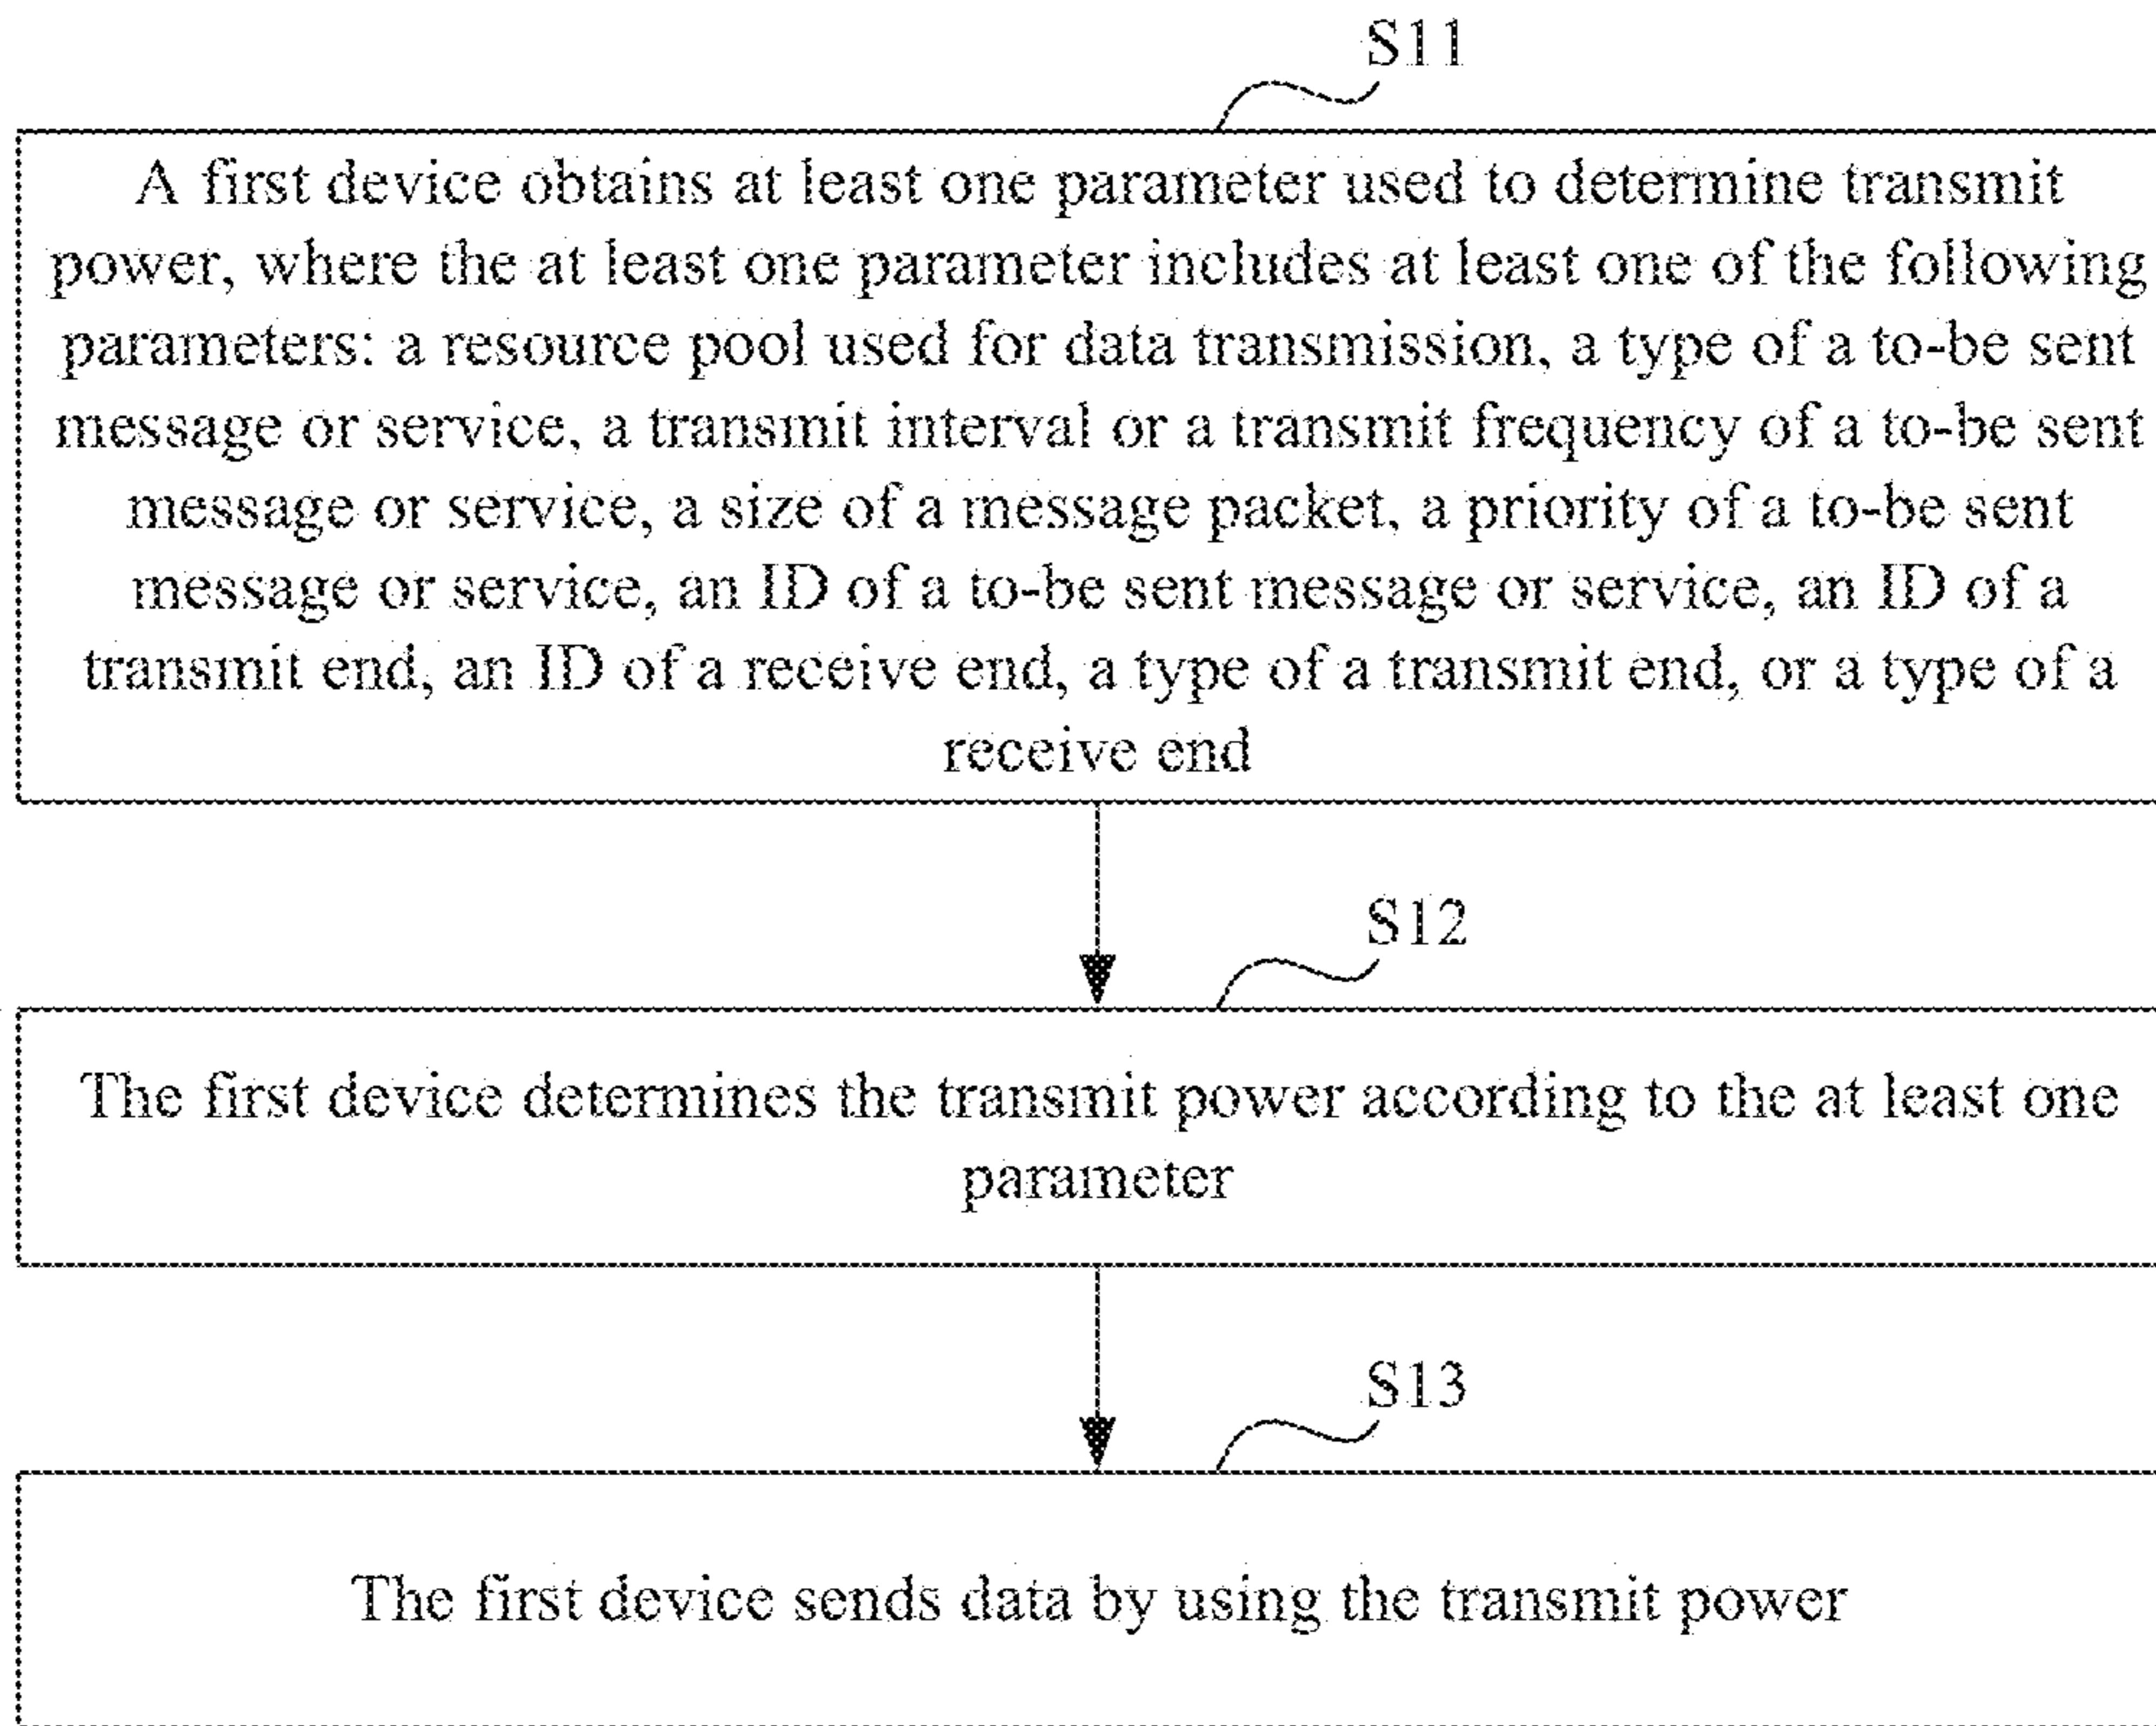 S11
A first device obtains at least one parameter used to determine transmit
power, where the at least one parameter includes at least one of the following
parameters: a resource pool used for data transmission, a type of a to-be sent
message or service, a transmit interval or a transmit frequency of a to-be sent
message or service, a size of a message packet, a priority of a to-be sent
message or service, an ID of a to-be sent message or service, an ID of a
transmit end, an ID of a receive end, a type of a transmit end, or a type of a
receive end
S12
The first device determines the transmit power according to the at least one
parameter
S13
The first device sends data by using the transmit power